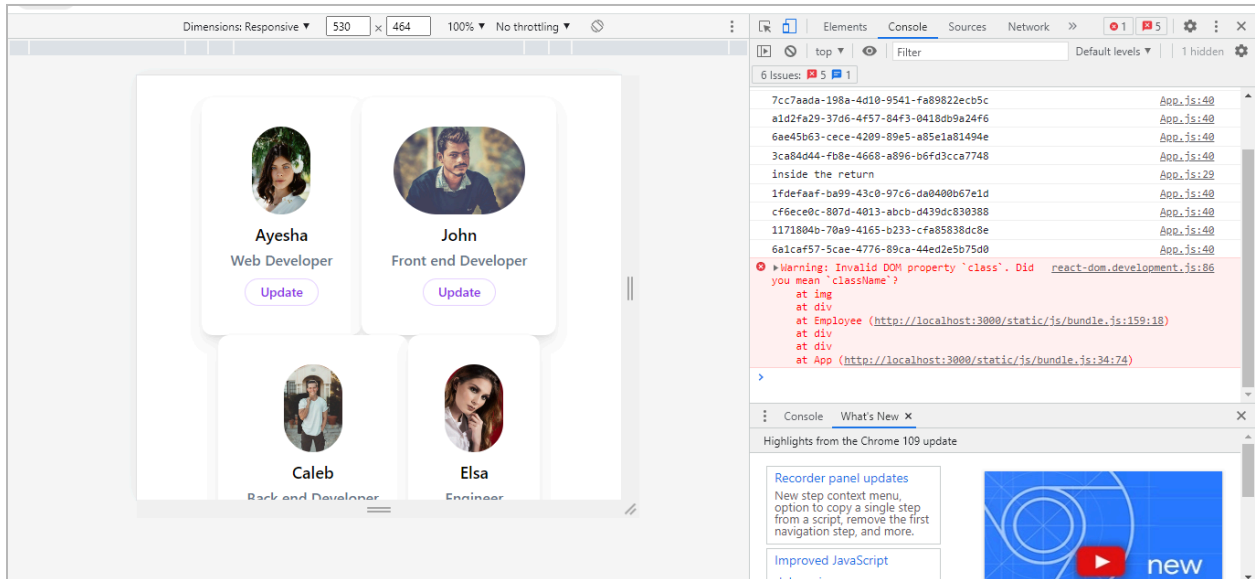 Dimensions: Responsive ▼ 530 × 464 100% ▼ No throttling ▼
Ayesha
Web Developer
Update
John
Front end Developer
Update
Caleb
Back end Developer
Elsa
Engineer
Elements Console Sources Network » 1 5
top ▼ Filter Default levels ▼ 1 hidden
6 Issues: 5 1
7cc7aada-198a-4d10-9541-fa89822ecb5c App.js:40
a1d2fa29-37d6-4f57-84f3-0418db9a24f6 App.js:40
6ae45b63-cece-4209-89e5-a85e1a81494e App.js:40
3ca84d44-fb8e-4668-a896-b6fd3cca7748 App.js:40
inside the return App.js:29
1fdefaaf-ba99-43c0-97c6-da0400b67e1d App.js:40
cf6ece0c-807d-4013-abcb-d439dc830388 App.js:40
1171804b-70a9-4165-b233-cfa85838dc8e App.js:40
6a1caf57-5cae-4776-89ca-44ed2e5b75d0 App.js:40
▶Warning: Invalid DOM property `class`. Did react-dom.development.js:86
you mean `className`?
at img
at div
at Employee (http://localhost:3000/static/js/bundle.js:159:18)
at div
at div
at App (http://localhost:3000/static/js/bundle.js:34:74)
Console What's New ×
Highlights from the Chrome 109 update
Recorder panel updates
New step context menu,
option to copy a single step
from a script, remove the first
navigation step, and more.
Improved JavaScript
new